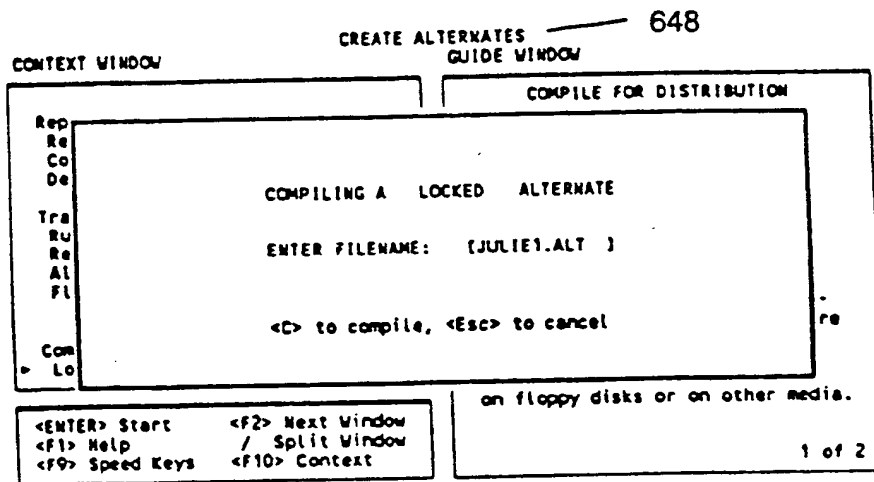 CREATE ALTERNATES 648
CONTEXT WINDOW GUIDE WINDOW
COMPILE FOR DISTRIBUTION
Rep
Re
Co
De
Tra
Ru
Re
Al
Fl
Com
▸ Lo
COMPILING A LOCKED ALTERNATE
ENTER FILENAME: [JULIE1.ALT ]
<C> to compile, <Esc> to cancel
.
re
on floppy disks or on other media.
1 of 2
<ENTER> Start <F2> Next Window
<F1> Help / Split Window
<F9> Speed Keys <F10> Context